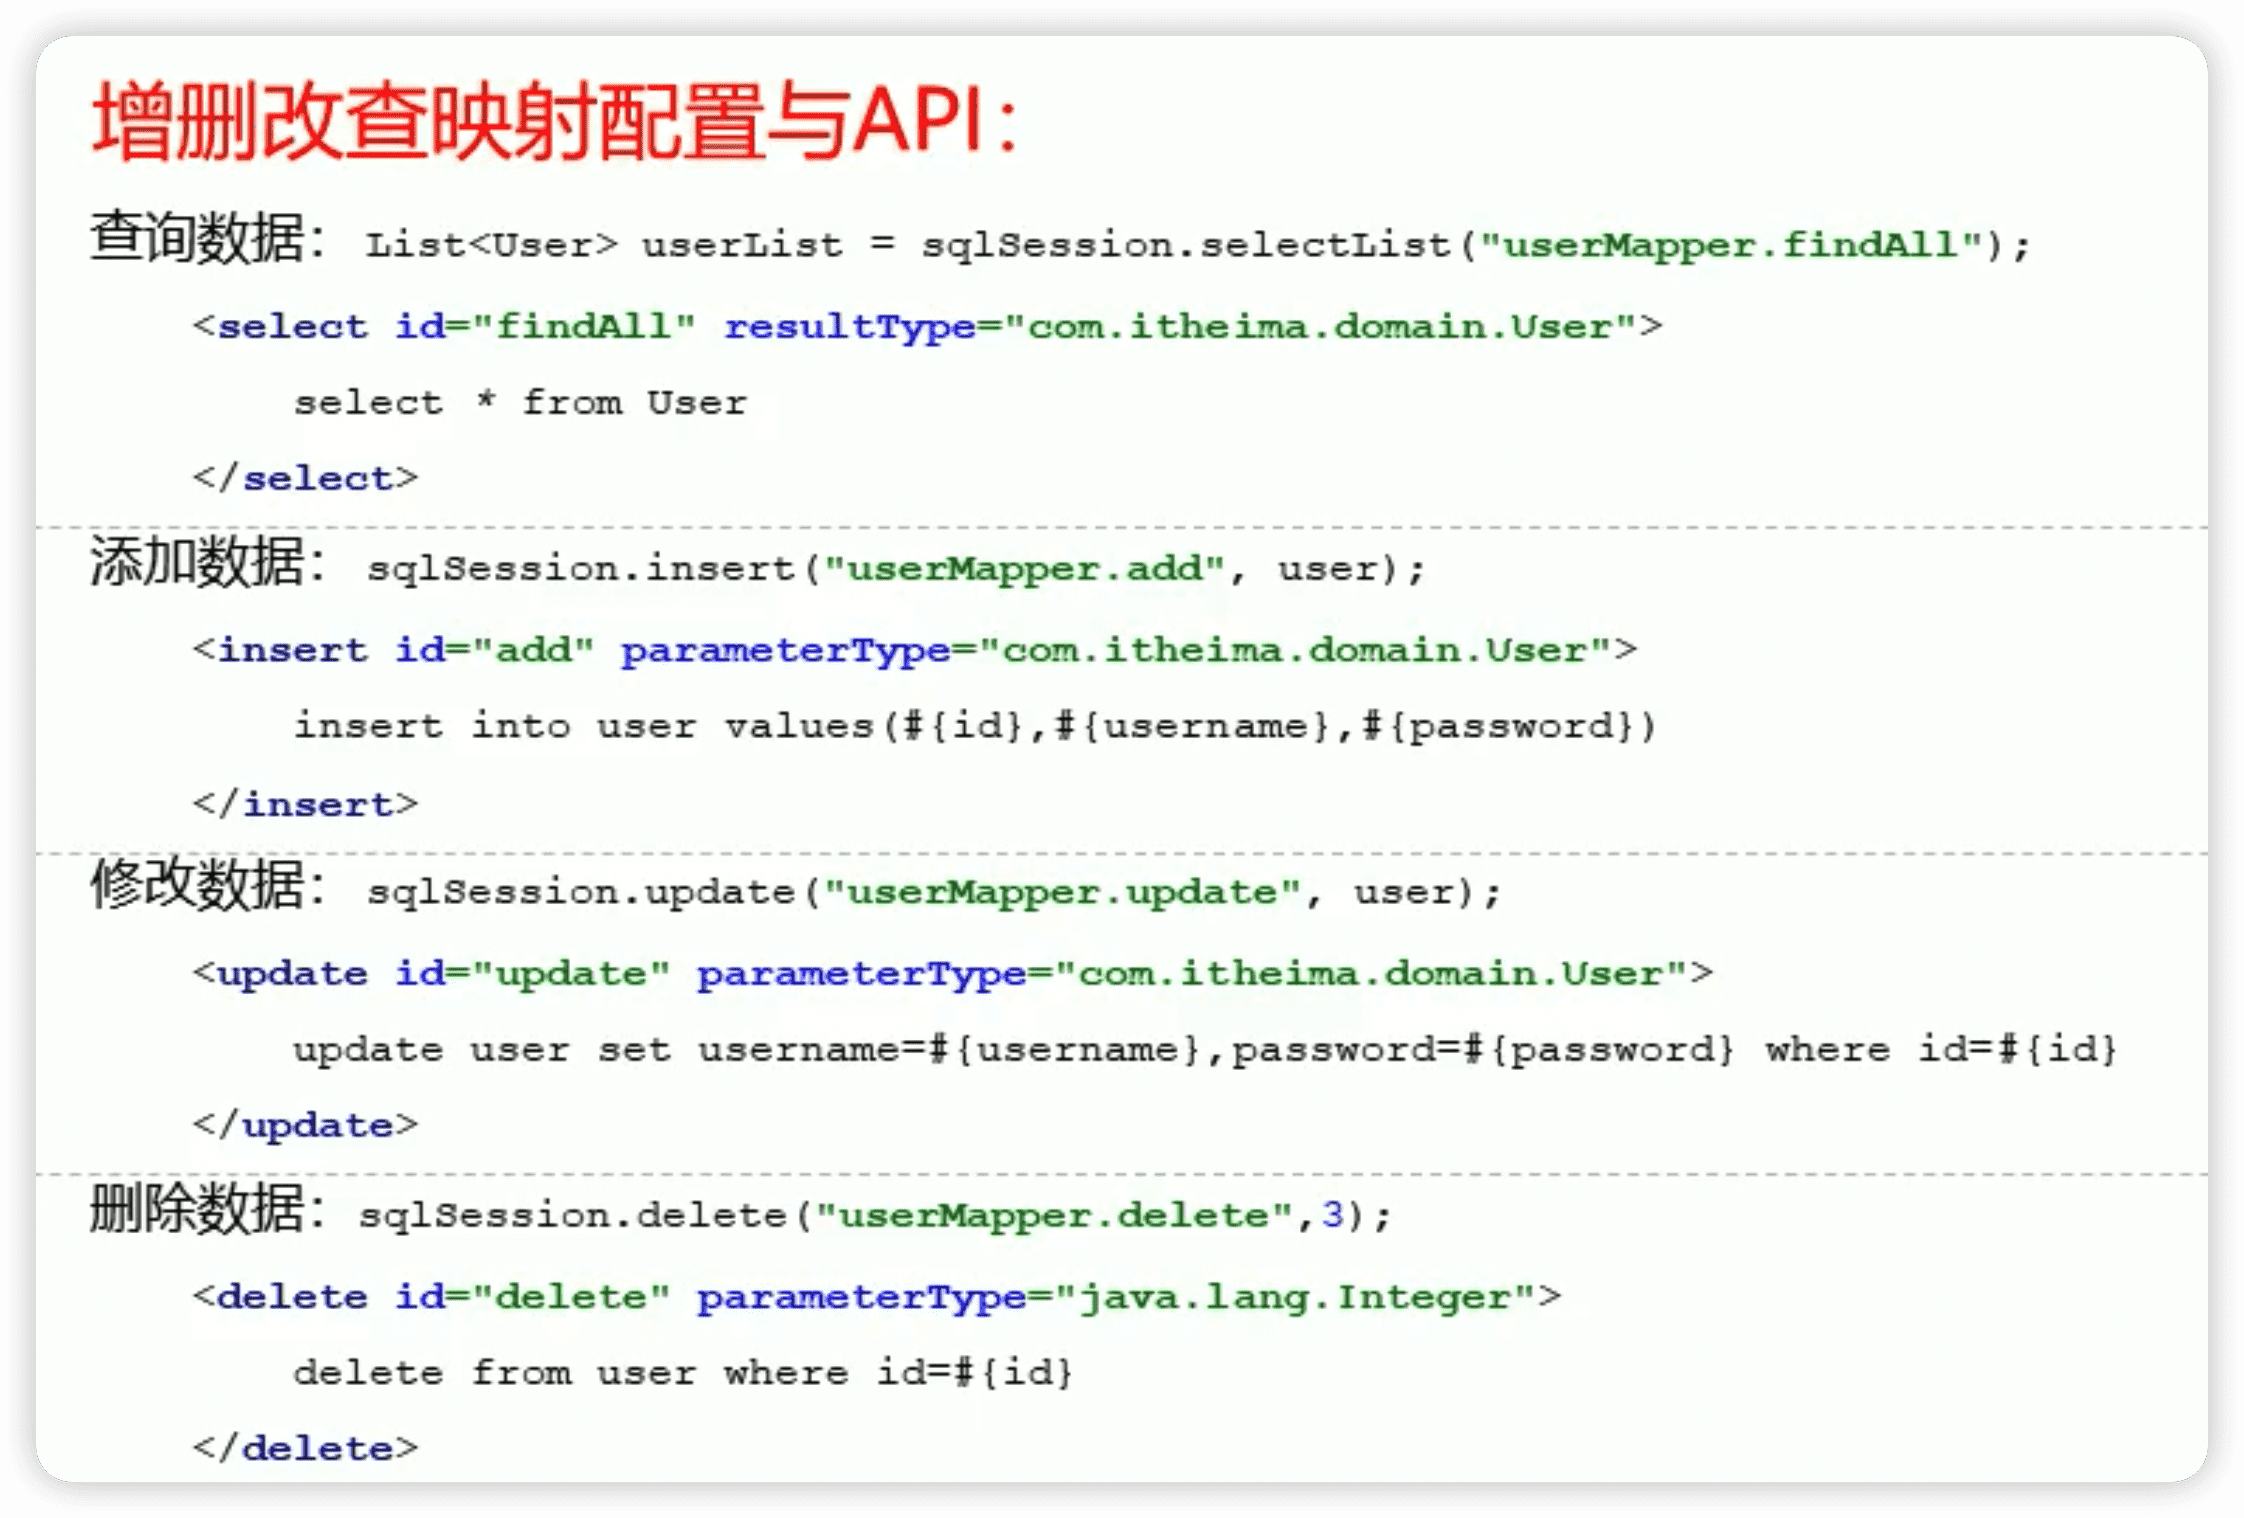 增删改查映射配置与API：
查询数据：List<User> userList = sqlSession.selectList("userMapper.findAll");
<select id="findAll" resultType="com.itheima.domain.User">
select * from User
</select>
添加数据：sqlSession.insert("userMapper.add", user);
<insert id="add" parameterType="com.itheima.domain.User">
insert into user values(#{id},#{username},#{password})
</insert>
修改数据：sqlSession.update("userMapper.update", user);
<update id="update" parameterType="com.itheima.domain.User">
update user set username=#{username},password=#{password} where id=#{id}
</update>
删除数据：sqlSession.delete("userMapper.delete",3);
<delete id="delete" parameterType="java.lang.Integer">
delete from user where id=#{id}
</delete>